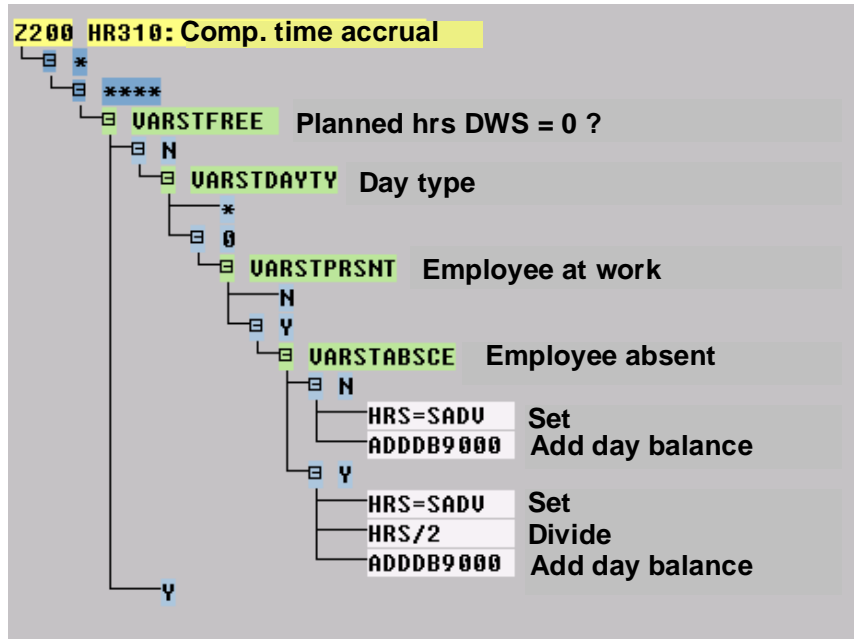 Z200 HR310: Comp. time accrual
*
****
VARSTFREE Planned hrs DWS = 0 ?
N
VARSTDAYTY Day type
*
0
VARSTPRSNT Employee at work
N
Y
VARSTABSCE Employee absent
N
HRS=SADV Set
ADDDB9000 Add day balance
Y
HRS=SADV Set
HRS/2 Divide
ADDDB9000 Add day balance
Y